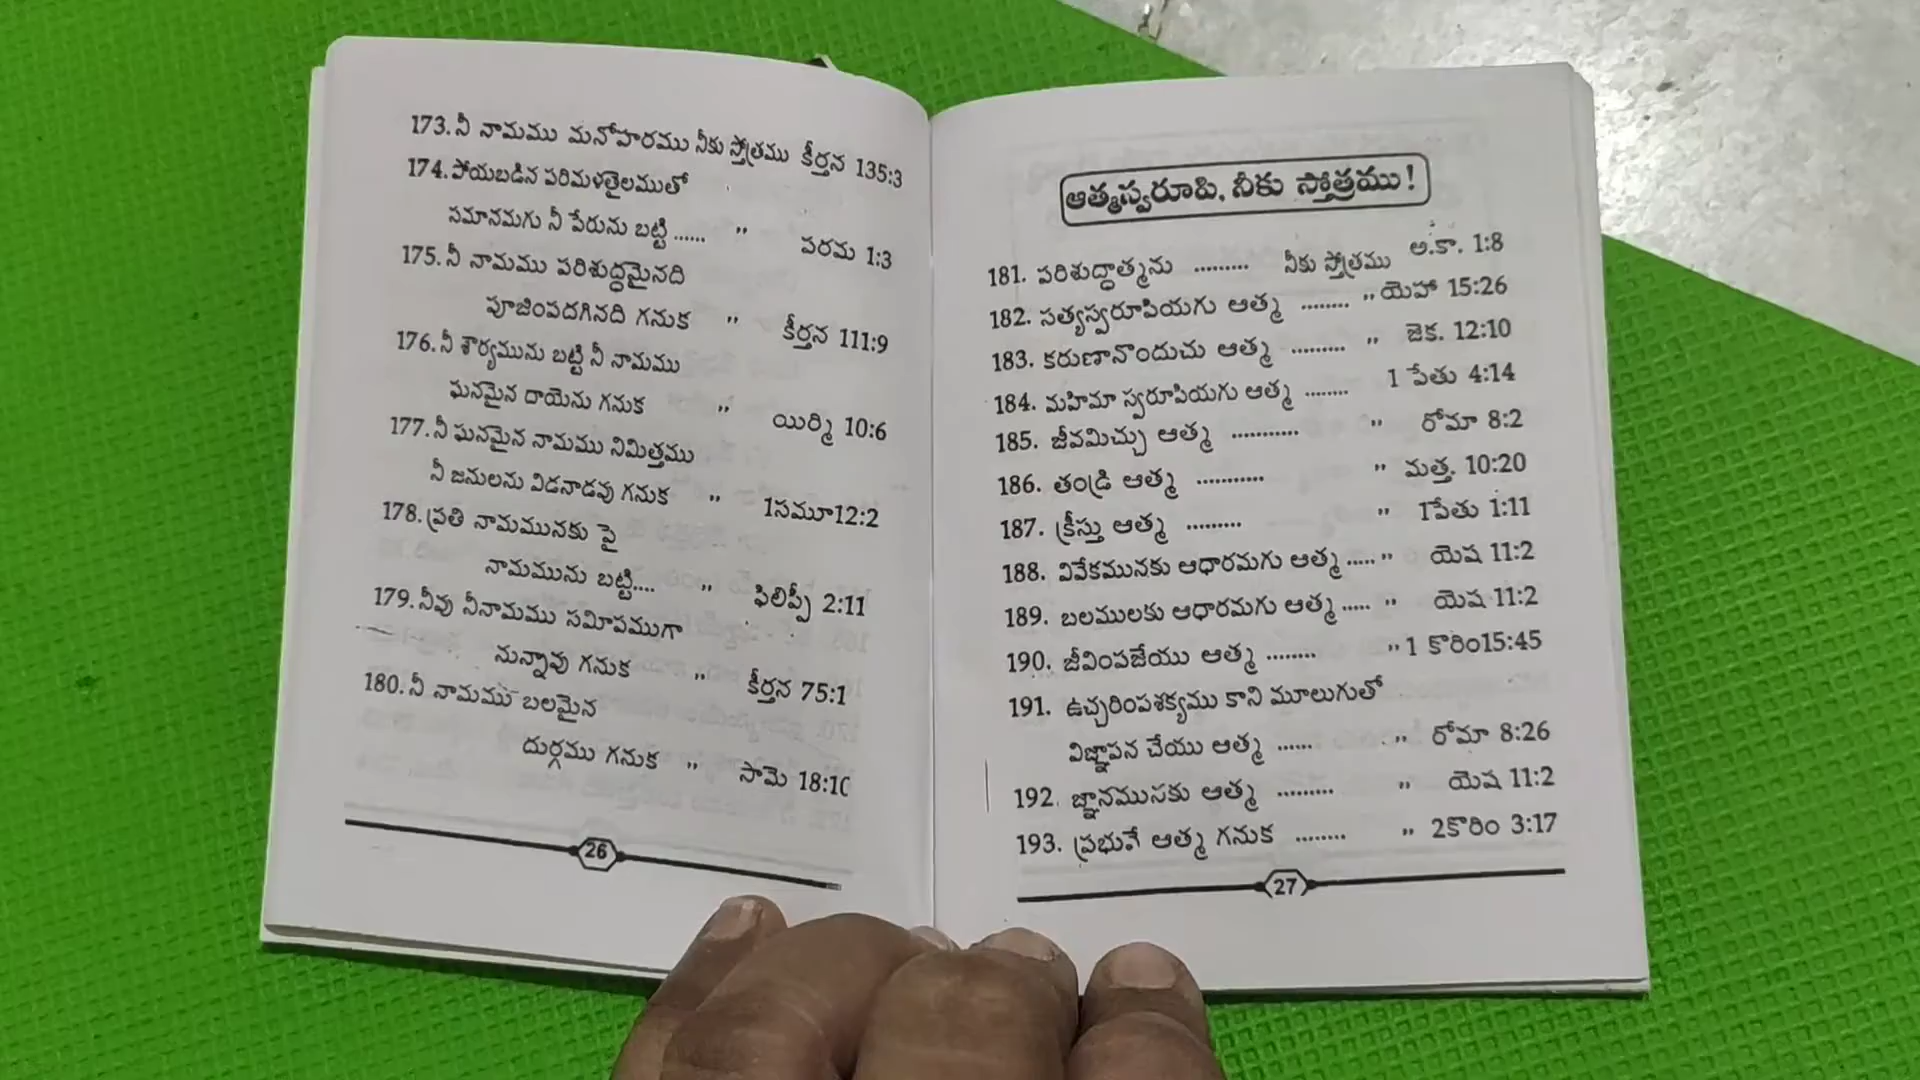 173. నీ నామము మనోహరము నీకు స్తోత్రము కీర్తన 135:3
174. పోయబడిన పరిమళతైలముతో
సమానమగు నీ పేరును బట్టి ...... " పరమ 1:3
175. నీ నామము పరిశుద్ధమైనది
పూజింపదగినది గనుక " కీర్తన 111:9
176. నీ శౌర్యమును బట్టి నీ నామము
ఘనమైన దాయెను గనుక " యిర్మి 10:6
177. నీ ఘనమైన నామము నిమిత్తము
నీ జనులను విడనాడవు గనుక " 1సమూ12:2
178. ప్రతి నామమునకు పై
నామమును బట్టి.... " ఫిలిప్పీ 2:11
179. నీవు నీనామము సమీపముగా
నున్నావు గనుక " కీర్తన 75:1
180. నీ నామము బలమైన
దుర్గము గనుక " సామె 18:10
26
ఆత్మస్వరూపి, నీకు స్తోత్రము!
181. పరిశుద్ధాత్మను ......... నీకు స్తోత్రము అ.కా. 1:8
182. సత్యస్వరూపియగు ఆత్మ ........ " యెహా 15:26
183. కరుణానొందుచు ఆత్మ ......... " జెక. 12:10
184. మహిమా స్వరూపియగు ఆత్మ ........ 1 పేతు 4:14
185. జీవమిచ్చు ఆత్మ ........... " రోమా 8:2
186. తండ్రి ఆత్మ ........... " మత్త. 10:20
187. క్రీస్తు ఆత్మ ......... " 1పేతు 1:11
188. వివేకమునకు ఆధారమగు ఆత్మ ..... " యెష 11:2
189. బలములకు ఆధారమగు ఆత్మ ..... " యెష 11:2
190. జీవింపజేయు ఆత్మ ........ " 1 కొరిం15:45
191. ఉచ్చరింపశక్యము కాని మూలుగుతో
విజ్ఞాపన చేయు ఆత్మ ...... " రోమా 8:26
192. జ్ఞానముసకు ఆత్మ ......... " యెష 11:2
193. ప్రభువే ఆత్మ గనుక ........ " 2కొరిం 3:17
27